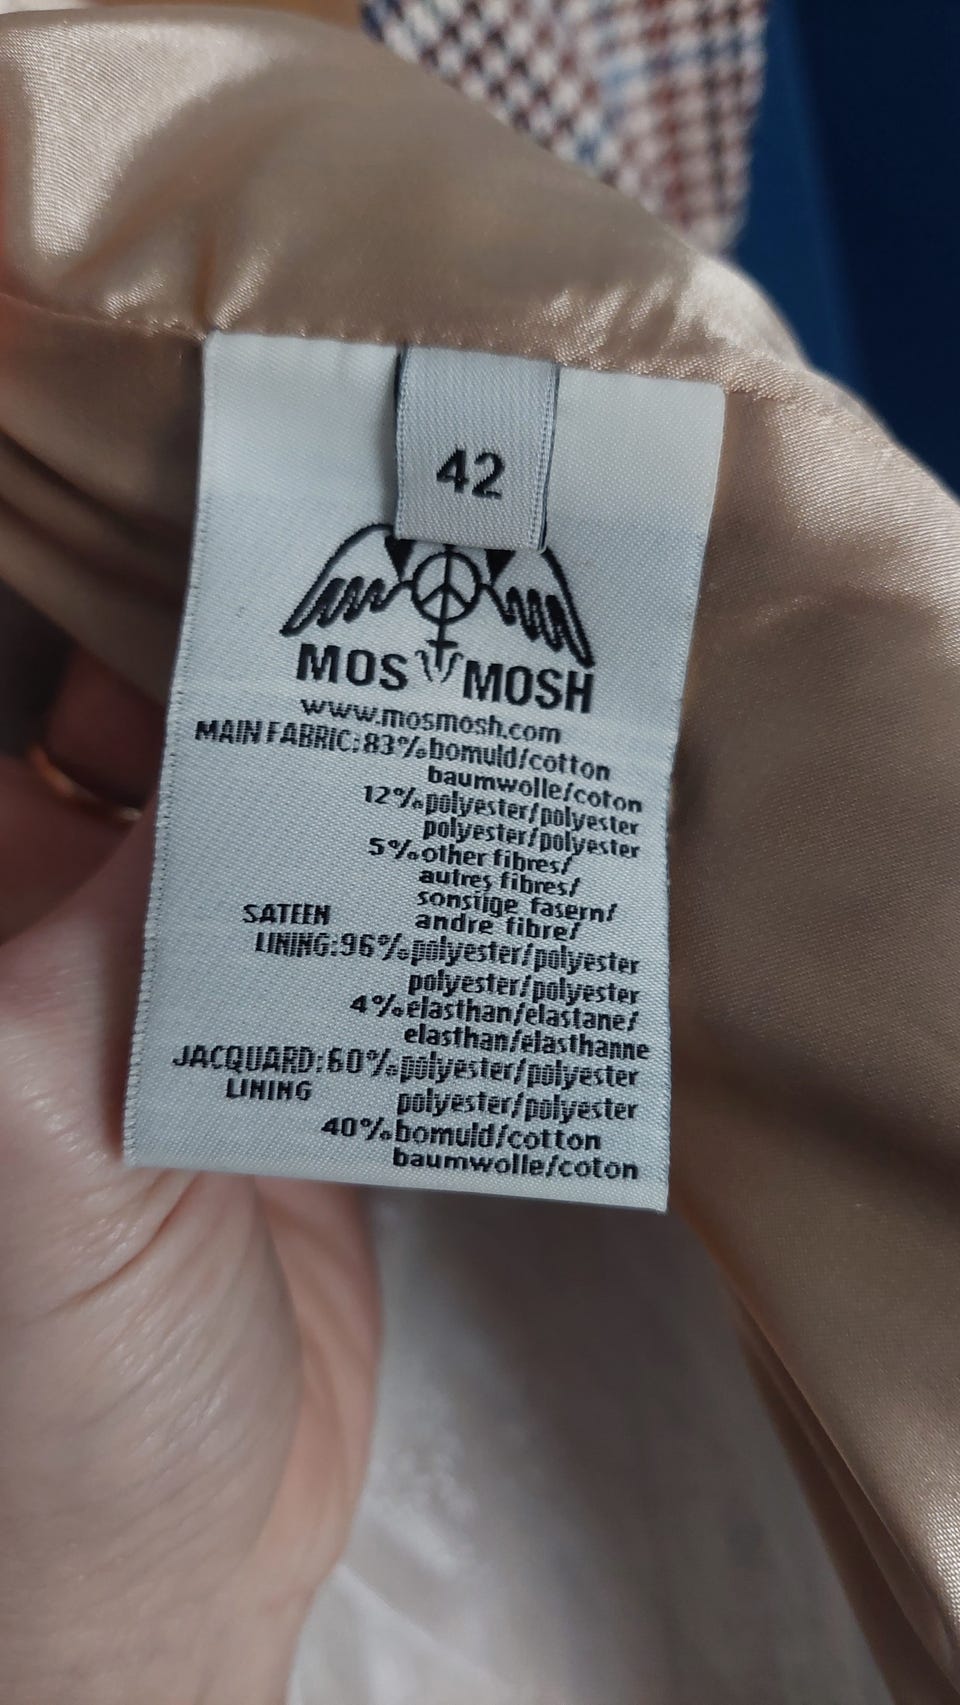 42
MOS MOSH
www.mosmosh.com
MAIN FABRIC:83%bomuld/cotton
baumwolle/coton
12%polyester/polyester
polyester/polyester
5%other fibres/
autres fibres/
sonstige fasern/
SATEEN andre fibre/
LINING:96%polyester/polyester
polyester/polyester
4%elasthan/elastane/
elasthan/elasthanne
JACQUARD:60%polyester/polyester
LINING polyester/polyester
40%bomuld/cotton
baumwolle/coton